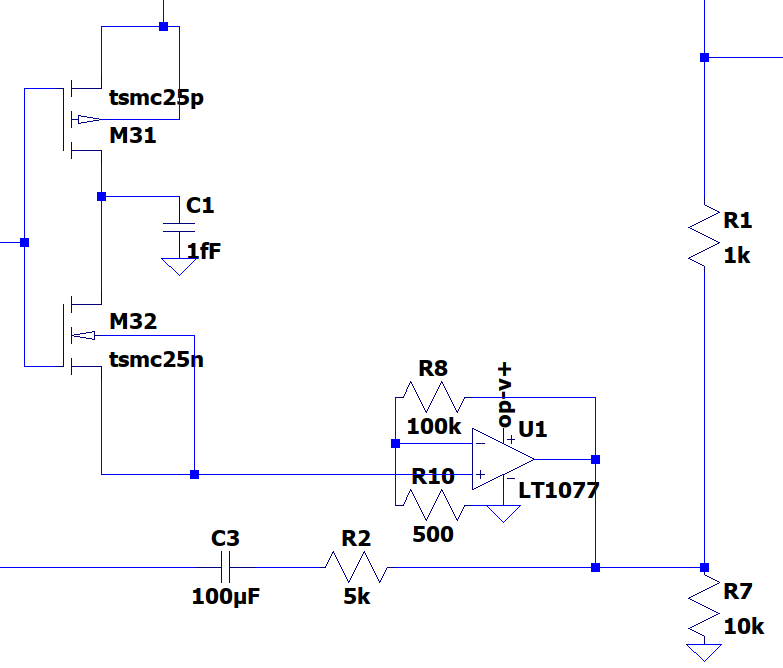 tsmc25p
M31
C1
1fF
M32
tsmc25n
R1
1k
R8
100k
op-v+
U1
R10
500
LT1077
C3
100µF
R2
5k
R7
10k